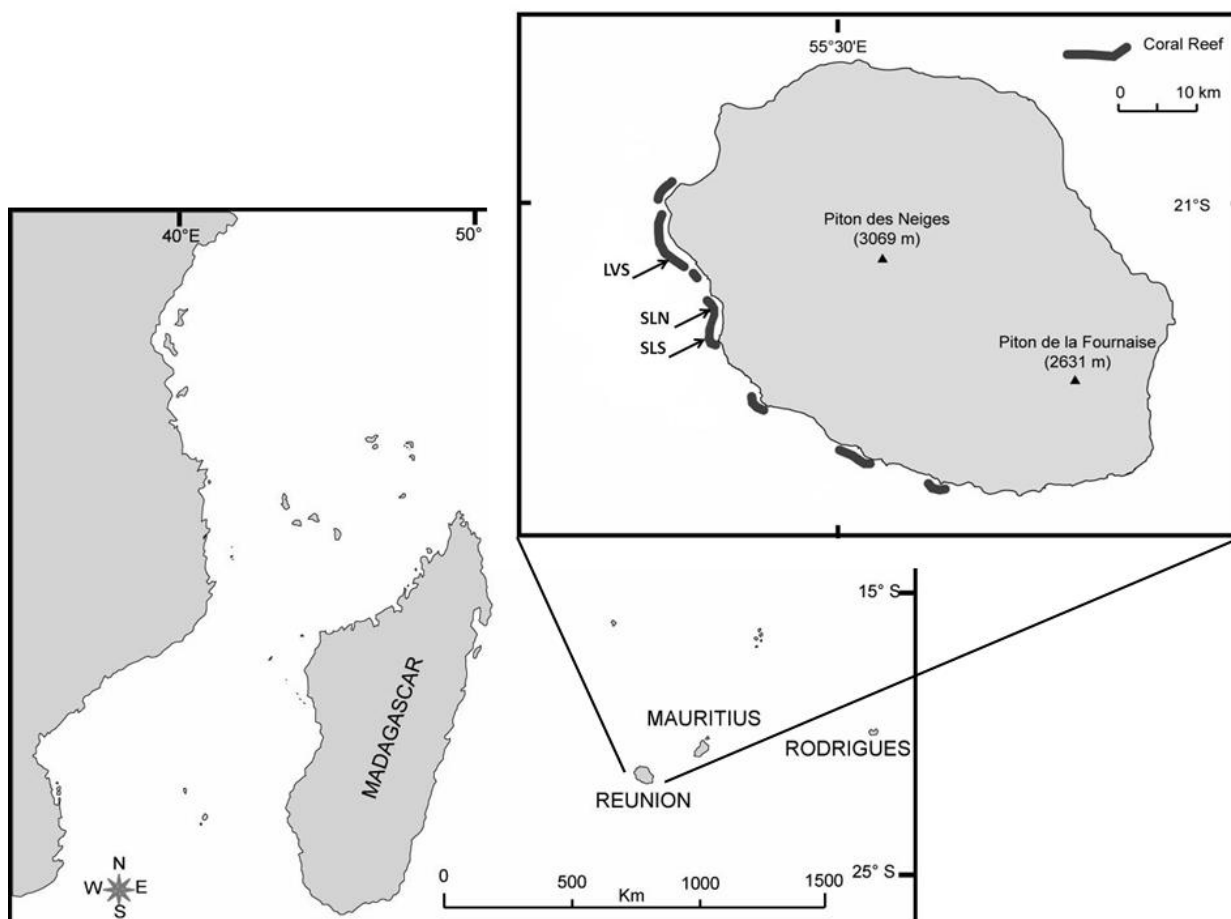 55°30'E
Coral Reef
0 10 km
21°S
Piton des Neiges
(3069 m)
LVS
SLN
SLS
Piton de la Fournaise
(2631 m)
40°E
50°
15° S
MADAGASCAR
MAURITIUS
RODRIGUES
REUNION
N
W E
S
0 500 1000 1500
Km
25° S